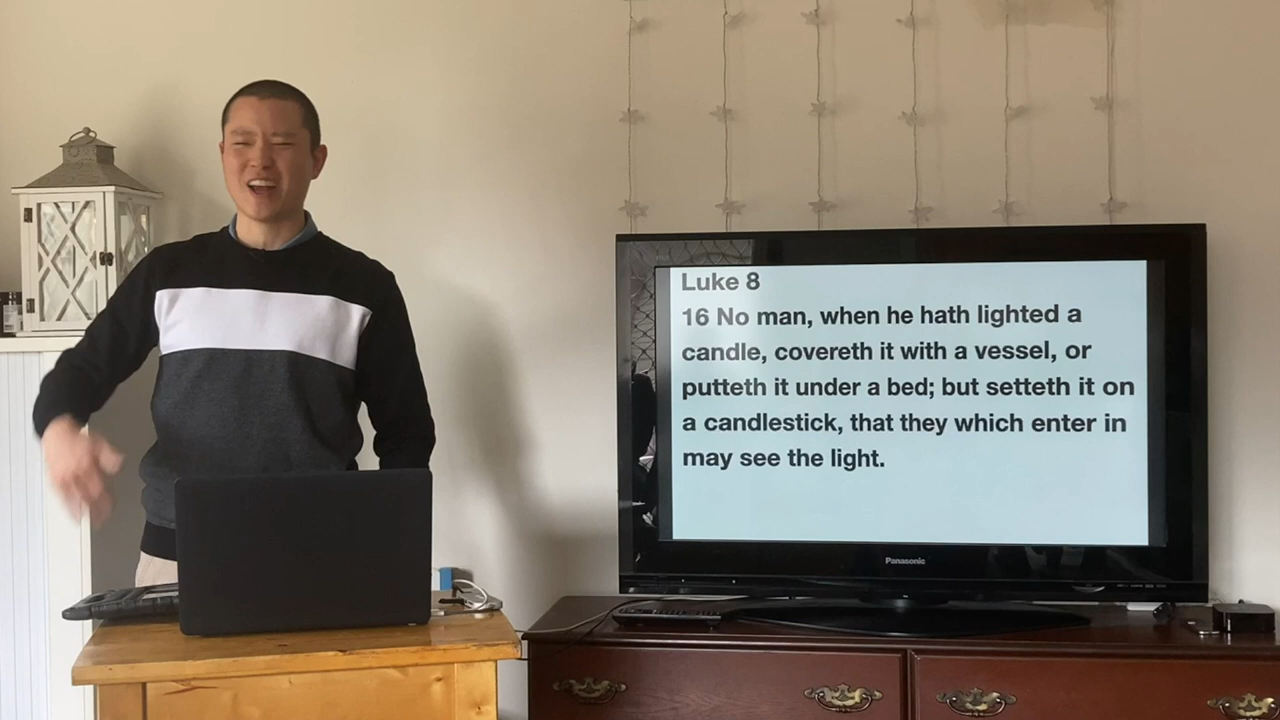 Luke 8
16 No man, when he hath lighted a
candle, covereth it with a vessel, or
putteth it under a bed; but setteth it on
a candlestick, that they which enter in
may see the light.
Panasonic